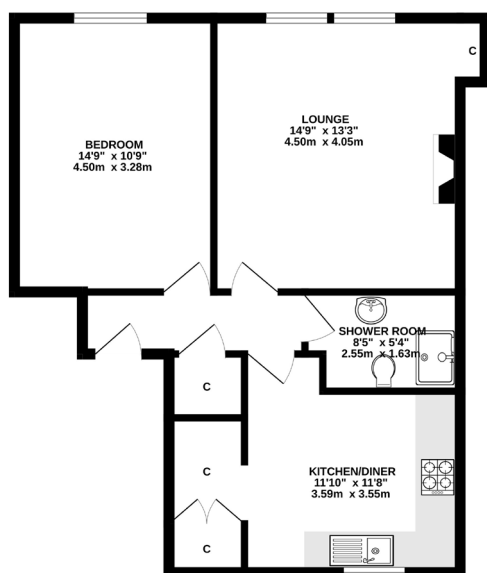 C
LOUNGE
14'9" x 13'3"
4.50m x 4.05m
BEDROOM
14'9" x 10'9"
4.50m x 3.28m
SHOWER ROOM
8'5" x 5'4"
2.55m x 1.63m
C
C
KITCHEN/DINER
11'10" x 11'8"
3.59m x 3.55m
C